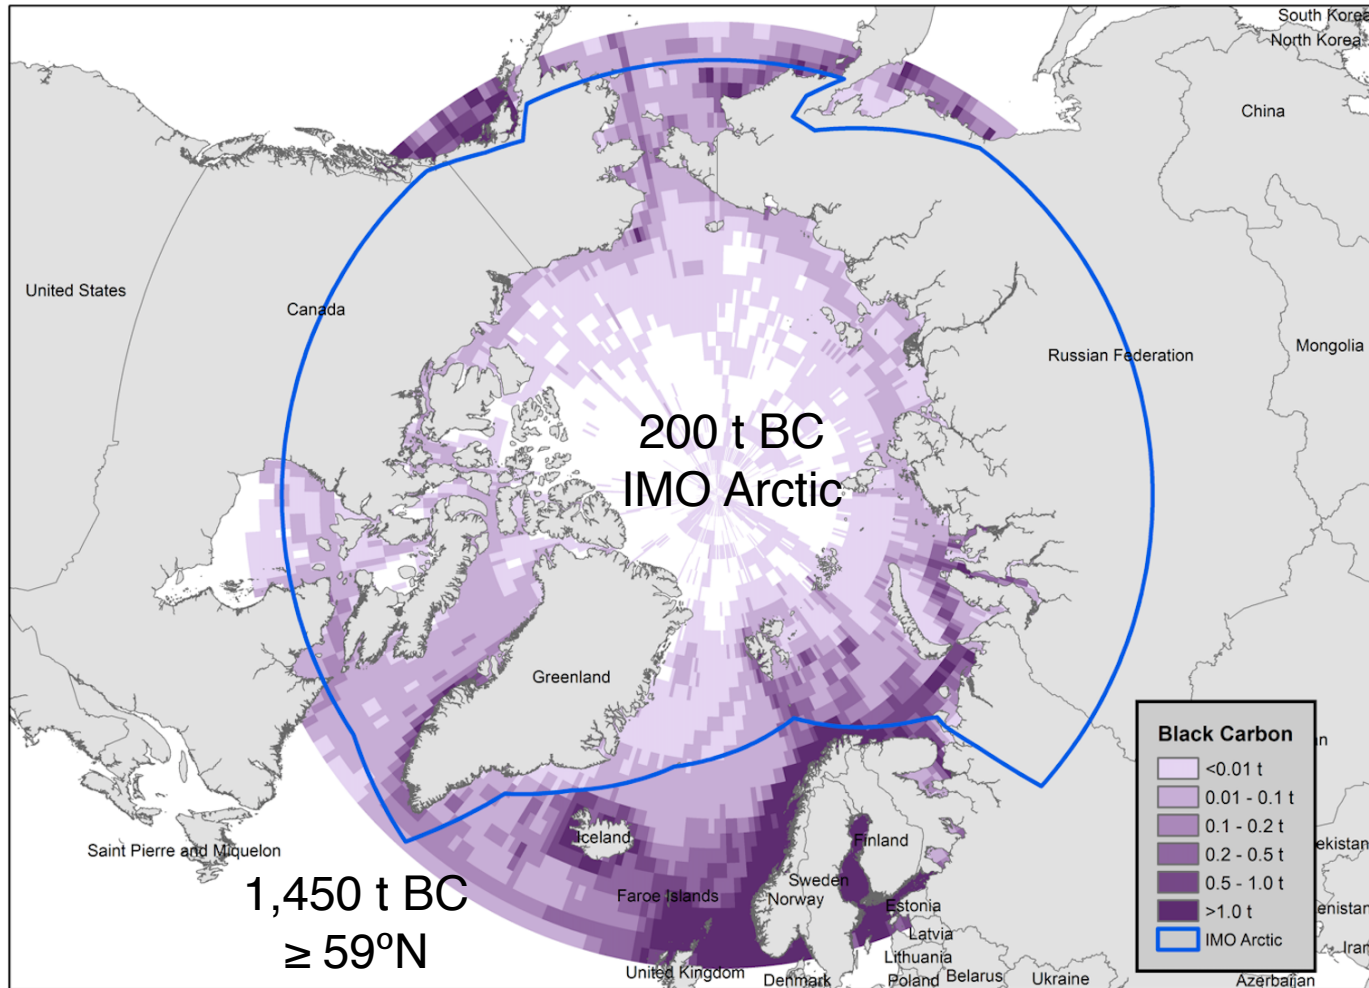 South Korea
North Korea
China
United States
Canada
Russian Federation
Mongolia
200 t BC
IMO Arctic
Greenland
Black Carbon
<0.01 t
0.01 - 0.1 t
0.1 - 0.2 t
0.2 - 0.5 t
0.5 - 1.0 t
>1.0 t
IMO Arctic
Iceland
Finland
Saint Pierre and Miquelon
1,450 t BC
≥ 59ºN
Faroe Islands
Sweden
Norway
Estonia
Latvia
Lithuania
United Kingdom
Denmark
Poland
Belarus
Ukraine
Azerbaijan